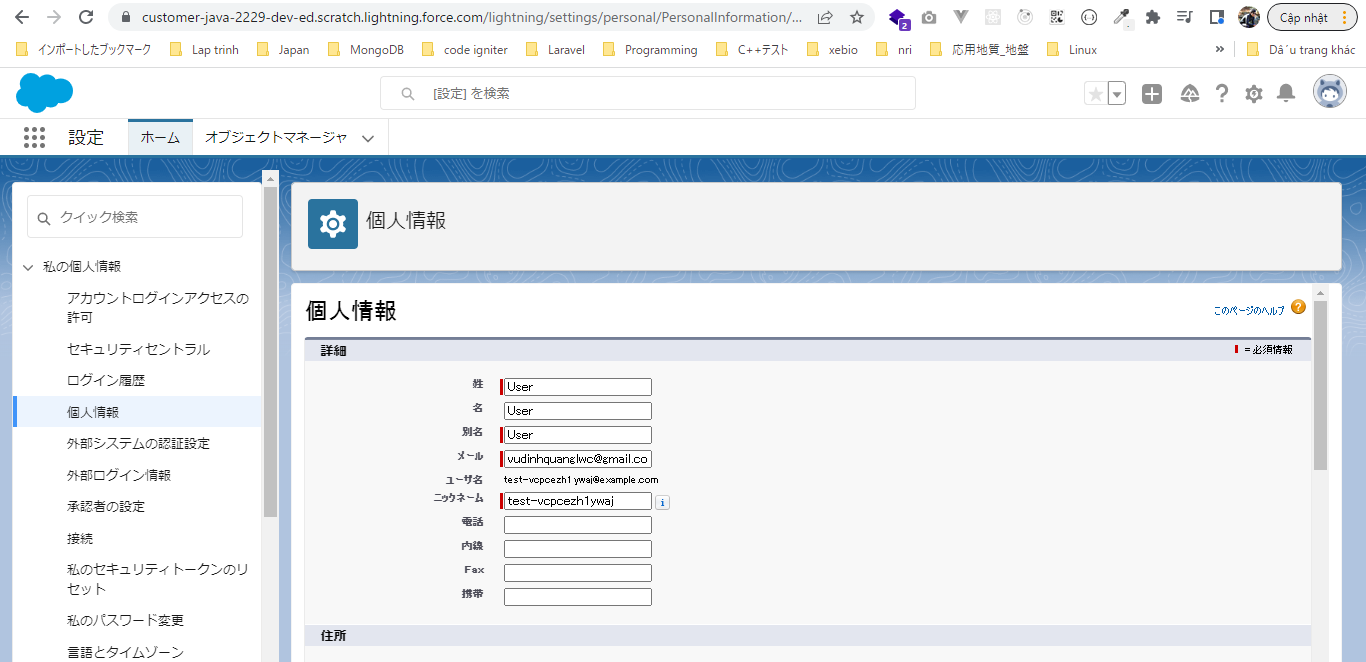 customer-java-2229-dev-ed.scratch.lightning.force.com/lightning/settings/personal/PersonalInformation/...
2
Cập nhật
インポートしたブックマーク
Lap trinh
Japan
MongoDB
code igniter
Laravel
Programming
C++テスト
xebio
nri
応用地質_地盤
Linux
»
Dấu trang khác
[設定] を検索
設定
ホーム
オブジェクトマネージャ
クイック検索
私の個人情報
アカウントログインアクセスの
許可
セキュリティセントラル
ログイン履歴
個人情報
外部システムの認証設定
外部ログイン情報
承認者の設定
接続
私のセキュリティトークンのリ
セット
私のパスワード変更
言語とタイムゾーン
個人情報
個人情報
このページのヘルプ
詳細
= 必須情報
姓 User
名 User
別名 User
メール vudinhquanglwc@gmail.co
ユーザ名 test-vcpcezh1ywaj@example.com
ニックネーム test-vcpcezh1ywaj
電話
内線
Fax
携帯
住所